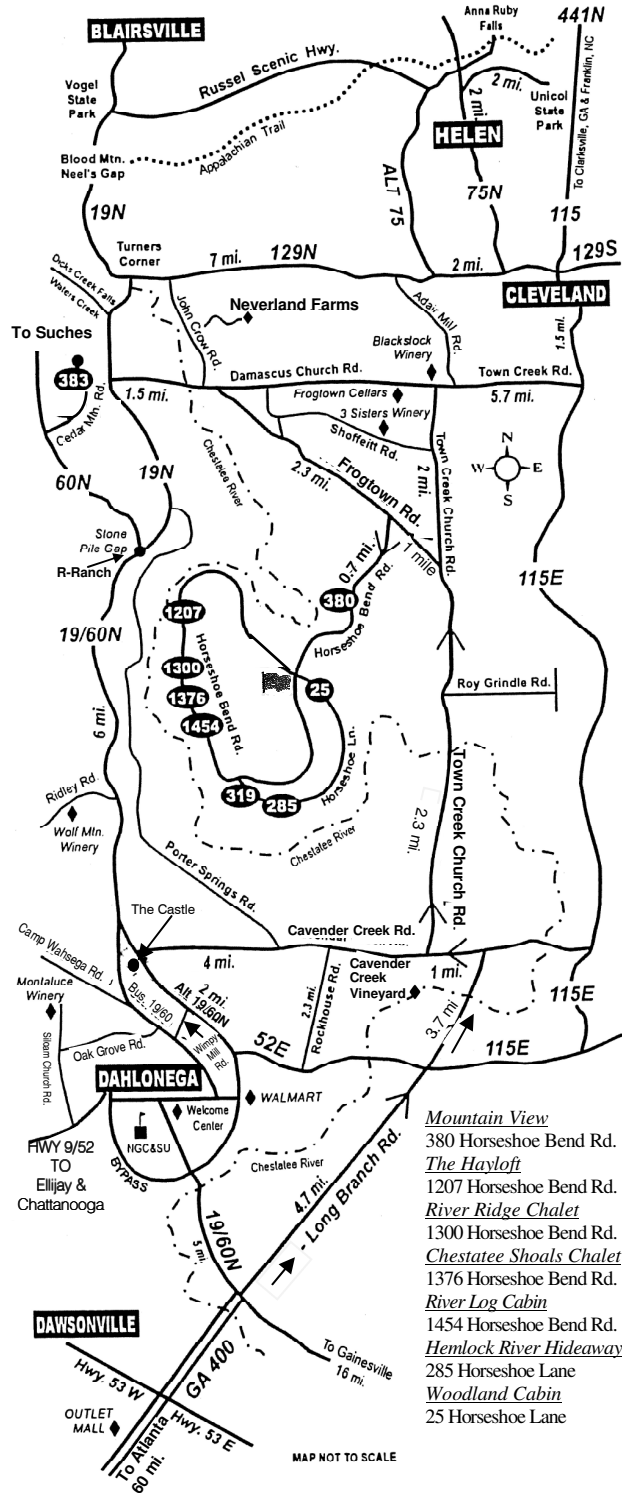 BLAIRSVILLE
Anna Ruby
Falls
441N
Russel Scenic Hwy.
Vogel
State
Park
2 mi.
2 mi.
Unicol
State
Park
HELEN
To Clarksville, GA & Franklin, NC
Blood Mtn.
Neel's Gap
Appalachian Trail
ALT 75
75N
19N
115
Turners
Corner
7 mi.
129N
2 mi.
129S
Dicks Creek Falls
Waters Creek
CLEVELAND
John Crow Rd.
Neverland Farms
Adair Mill Rd.
1.5 mi.
To Suches
Blackstock
Winery
383
Damascus Church Rd.
Town Creek Rd.
1.5 mi.
Frogtown Cellars
5.7 mi.
Cedar Mtn. Rd.
3 Sisters Winery
Shoffeitt Rd.
Chestatee River
2.3 mi.
Frogtown Rd.
2 mi.
Town Creek Church Rd.
N
W
E
S
60N
19N
Stone
Pile Gap
R-Ranch
0.7 mi.
1 mile
115E
1207
380
Horseshoe Bend Rd.
19/60N
1300
Horseshoe Bend Rd.
25
Roy Grindle Rd.
1376
1454
6 mi.
Horseshoe Ln.
Town Creek Church Rd.
319
285
Ridley Rd.
Wolf Mtn.
Winery
Chestatee River
2.3 mi.
Porter Springs Rd.
The Castle
Cavender Creek Rd.
Camp Wahsega Rd.
4 mi.
Cavender
Creek
Vineyard
1 mi.
Montaluce
Winery
Bus. 19/60
2 mi.
Alt 19/60N
2.3 mi.
Rockhouse Rd.
3.7 mi
115E
Siloam Church Rd.
Oak Grove Rd.
Wimpy
Mill
Rd.
52E
115E
DAHLONEGA
WALMART
Welcome
Center
NGC&SU
HWY 9/52
TO
Ellijay &
Chattanooga
BYPASS
Chestatee River
4.7 mi.
Long Branch Rd.
19/60N
5 mi.
Mountain View
380 Horseshoe Bend Rd.
The Hayloft
1207 Horseshoe Bend Rd.
River Ridge Chalet
1300 Horseshoe Bend Rd.
Chestatee Shoals Chalet
1376 Horseshoe Bend Rd.
River Log Cabin
1454 Horseshoe Bend Rd.
Hemlock River Hideaway
285 Horseshoe Lane
Woodland Cabin
25 Horseshoe Lane
DAWSONVILLE
GA 400
To Gainesville
16 mi.
Hwy. 53 W
Hwy. 53 E
OUTLET
MALL
To Atlanta
60 mi.
MAP NOT TO SCALE